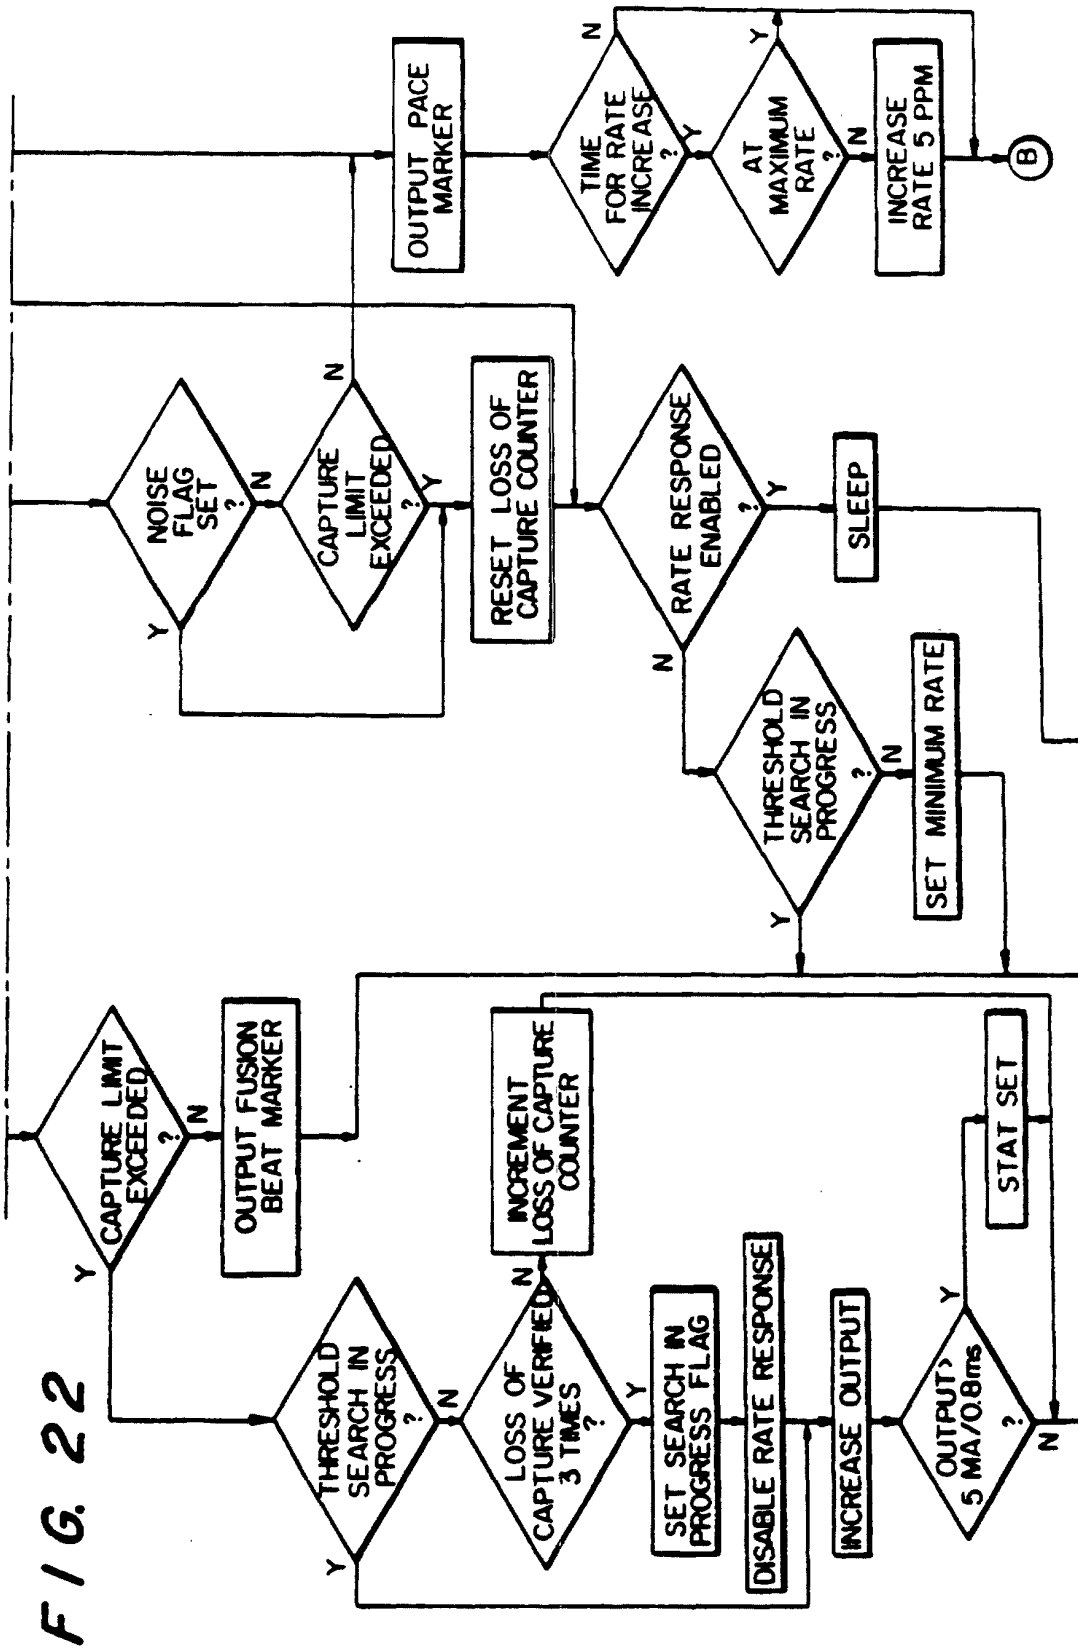 FIG. 22
CAPTURE LIMIT
EXCEEDED
?
Y
N
OUTPUT FUSION
BEAT MARKER
THRESHOLD
SEARCH IN
PROGRESS
?
Y
N
LOSS OF
CAPTURE VERIFIED
3 TIMES
?
N
Y
INCREMENT
LOSS OF CAPTURE
COUNTER
SET SEARCH IN
PROGRESS FLAG
DISABLE RATE RESPONSE
INCREASE OUTPUT
OUTPUT>
5 MA/0.8ms
?
Y
N
STAT SET
NOISE
FLAG
SET
?
Y
N
CAPTURE
LIMIT
EXCEEDED
?
N
Y
RESET LOSS OF
CAPTURE COUNTER
RATE RESPONSE
ENABLED
?
N
Y
SLEEP
THRESHOLD
SEARCH IN
PROGRESS
?
Y
N
SET MINIMUM RATE
OUTPUT PACE
MARKER
TIME
FOR RATE
INCREASE
?
N
Y
AT
MAXIMUM
RATE
?
Y
N
INCREASE
RATE 5 PPM
B